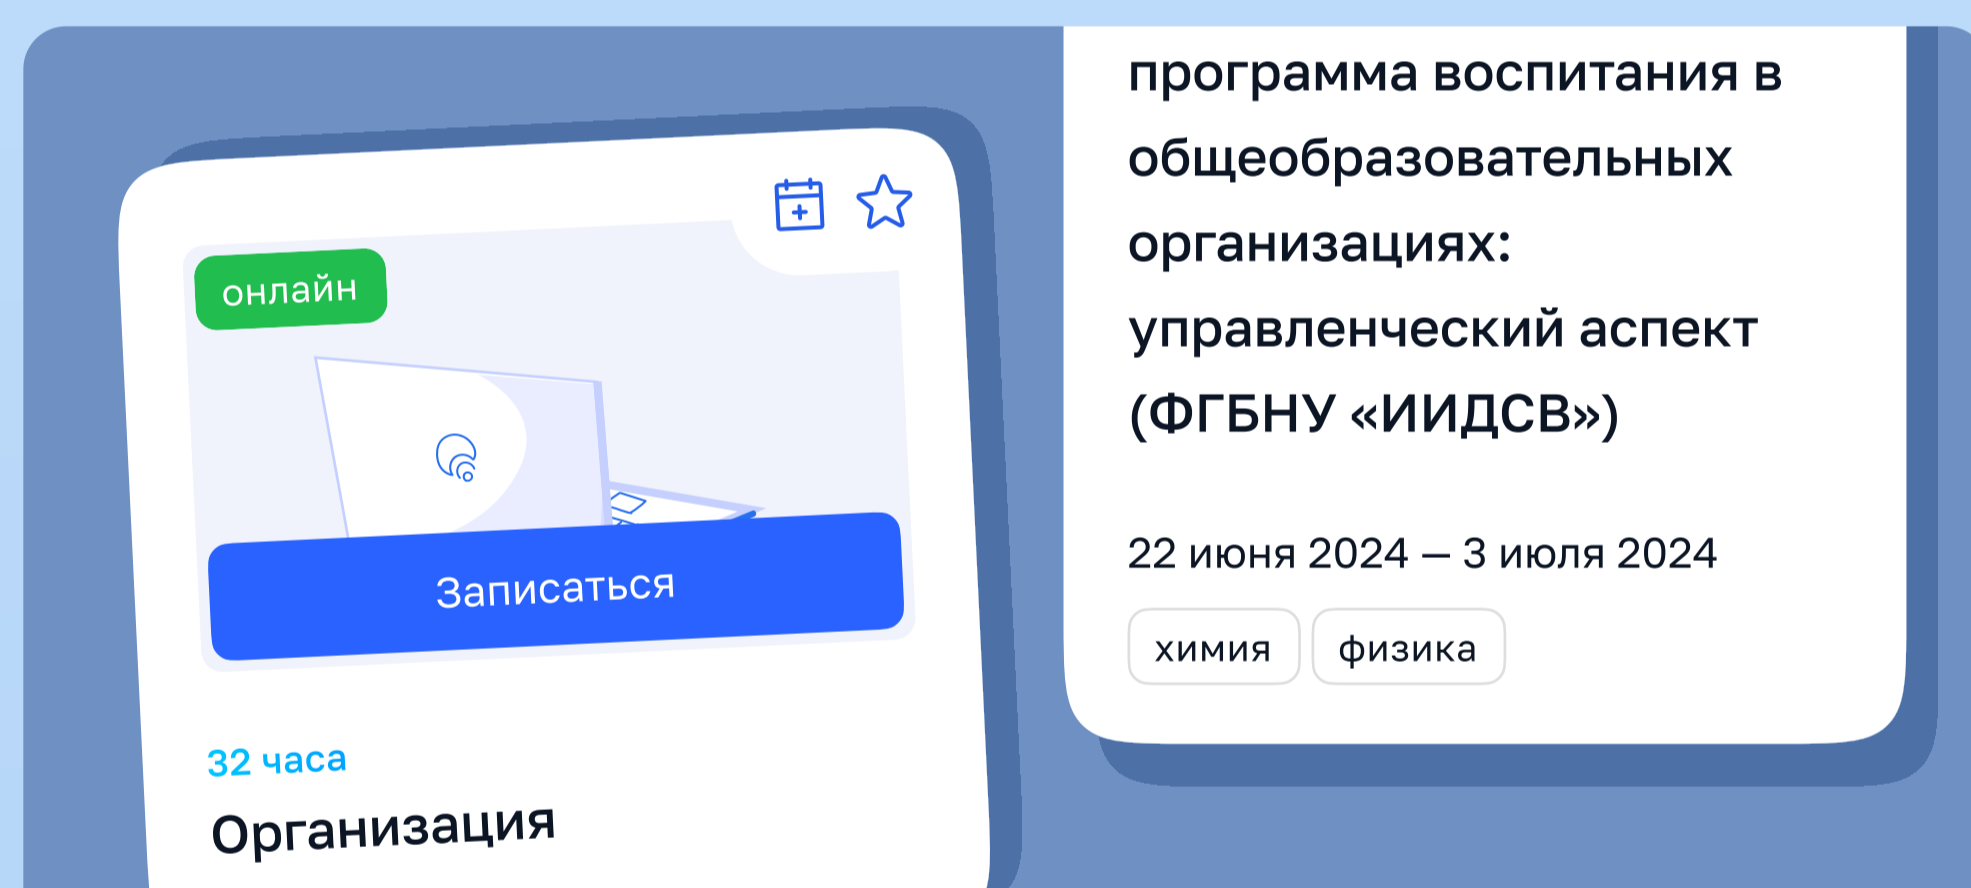 онлайн
Записаться
32 часа
Организация
программа воспитания в
общеобразовательных
организациях:
управленческий аспект
(ФГБНУ «ИИДСВ»)
22 июня 2024 — 3 июля 2024
химия
физика